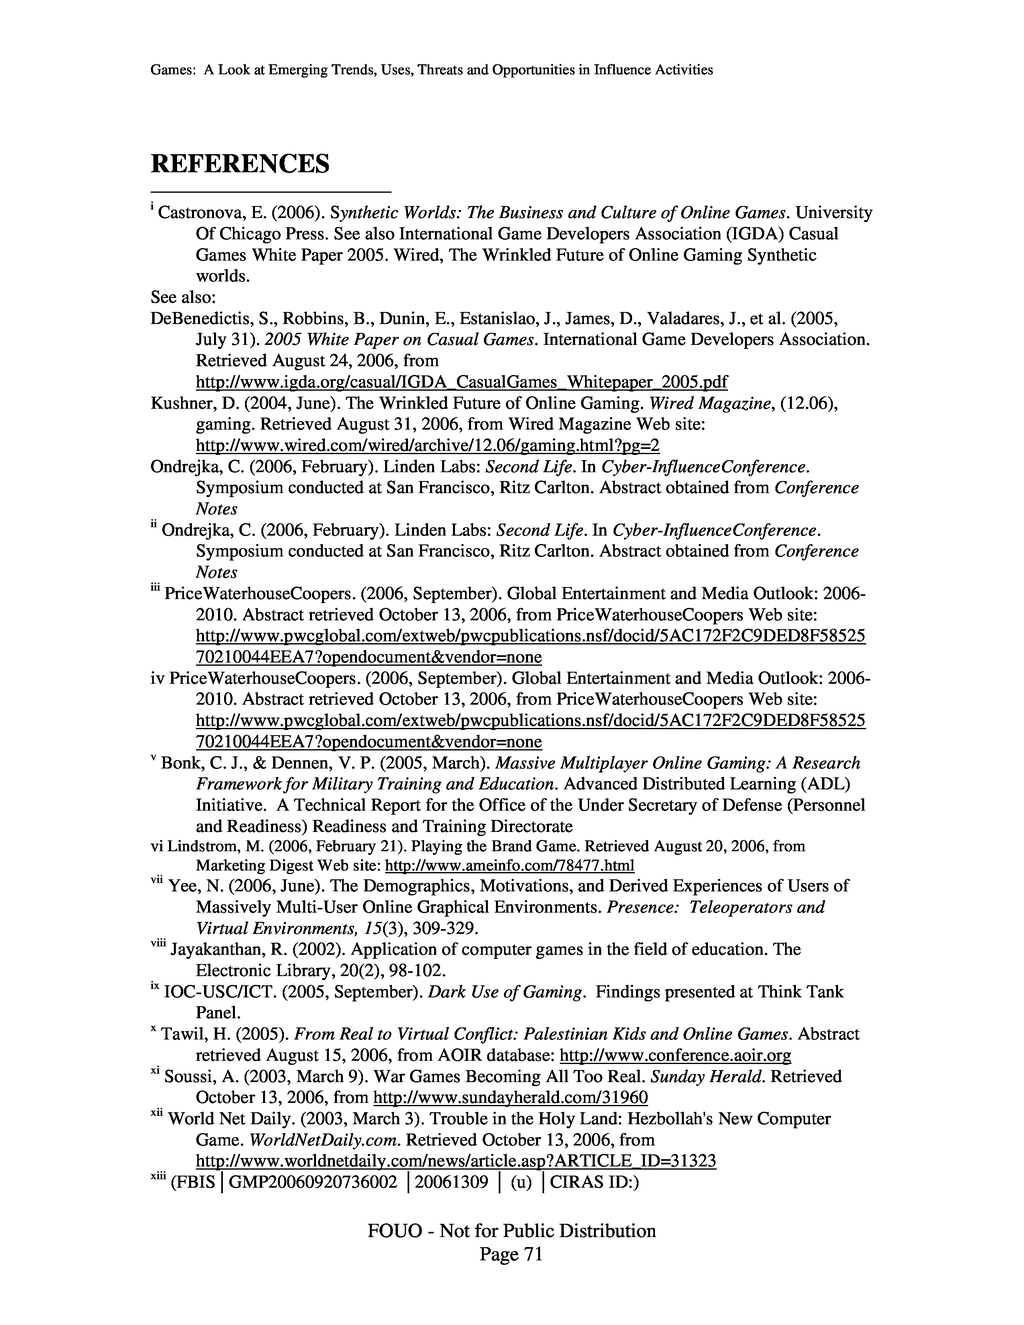 Games: A Look at Emerging Trends, Uses, Threats and Opportunities in Influence Activities
REFERENCES
i Castronova, E. (2006). Synthetic Worlds: The Business and Culture of Online Games. University
Of Chicago Press. See also International Game Developers Association (IGDA) Casual
Games White Paper 2005. Wired, The Wrinkled Future of Online Gaming Synthetic
worlds.
See also:
DeBenedictis, S., Robbins, B., Dunin, E., Estanislao, J., James, D., Valadares, J., et al. (2005,
July 31). 2005 White Paper on Casual Games. International Game Developers Association.
Retrieved August 24, 2006, from
http://www.igda.org/casual/IGDA_CasualGames_Whitepaper_2005.pdf
Kushner, D. (2004, June). The Wrinkled Future of Online Gaming. Wired Magazine, (12.06),
gaming. Retrieved August 31, 2006, from Wired Magazine Web site:
http://www.wired.com/wired/archive/12.06/gaming.html?pg=2
Ondrejka, C. (2006, February). Linden Labs: Second Life. In Cyber-InfluenceConference.
Symposium conducted at San Francisco, Ritz Carlton. Abstract obtained from Conference
Notes
ii Ondrejka, C. (2006, February). Linden Labs: Second Life. In Cyber-InfluenceConference.
Symposium conducted at San Francisco, Ritz Carlton. Abstract obtained from Conference
Notes
iii PriceWaterhouseCoopers. (2006, September). Global Entertainment and Media Outlook: 2006-
2010. Abstract retrieved October 13, 2006, from PriceWaterhouseCoopers Web site:
http://www.pwcglobal.com/extweb/pwcpublications.nsf/docid/5AC172F2C9DED8F58525
70210044EEA7?opendocument&vendor=none
iv PriceWaterhouseCoopers. (2006, September). Global Entertainment and Media Outlook: 2006-
2010. Abstract retrieved October 13, 2006, from PriceWaterhouseCoopers Web site:
http://www.pwcglobal.com/extweb/pwcpublications.nsf/docid/5AC172F2C9DED8F58525
70210044EEA7?opendocument&vendor=none
v Bonk, C. J., & Dennen, V. P. (2005, March). Massive Multiplayer Online Gaming: A Research
Framework for Military Training and Education. Advanced Distributed Learning (ADL)
Initiative. A Technical Report for the Office of the Under Secretary of Defense (Personnel
and Readiness) Readiness and Training Directorate
vi Lindstrom, M. (2006, February 21). Playing the Brand Game. Retrieved August 20, 2006, from
Marketing Digest Web site: http://www.ameinfo.com/78477.html
vii Yee, N. (2006, June). The Demographics, Motivations, and Derived Experiences of Users of
Massively Multi-User Online Graphical Environments. Presence: Teleoperators and
Virtual Environments, 15(3), 309-329.
viii Jayakanthan, R. (2002). Application of computer games in the field of education. The
Electronic Library, 20(2), 98-102.
ix IOC-USC/ICT. (2005, September). Dark Use of Gaming. Findings presented at Think Tank
Panel.
x Tawil, H. (2005). From Real to Virtual Conflict: Palestinian Kids and Online Games. Abstract
retrieved August 15, 2006, from AOIR database: http://www.conference.aoir.org
xi Soussi, A. (2003, March 9). War Games Becoming All Too Real. Sunday Herald. Retrieved
October 13, 2006, from http://www.sundayherald.com/31960
xii World Net Daily. (2003, March 3). Trouble in the Holy Land: Hezbollah's New Computer
Game. WorldNetDaily.com. Retrieved October 13, 2006, from
http://www.worldnetdaily.com/news/article.asp?ARTICLE_ID=31323
xiii (FBIS | GMP20060920736002 | 20061309 | (u) | CIRAS ID:)
FOUO - Not for Public Distribution
Page 71